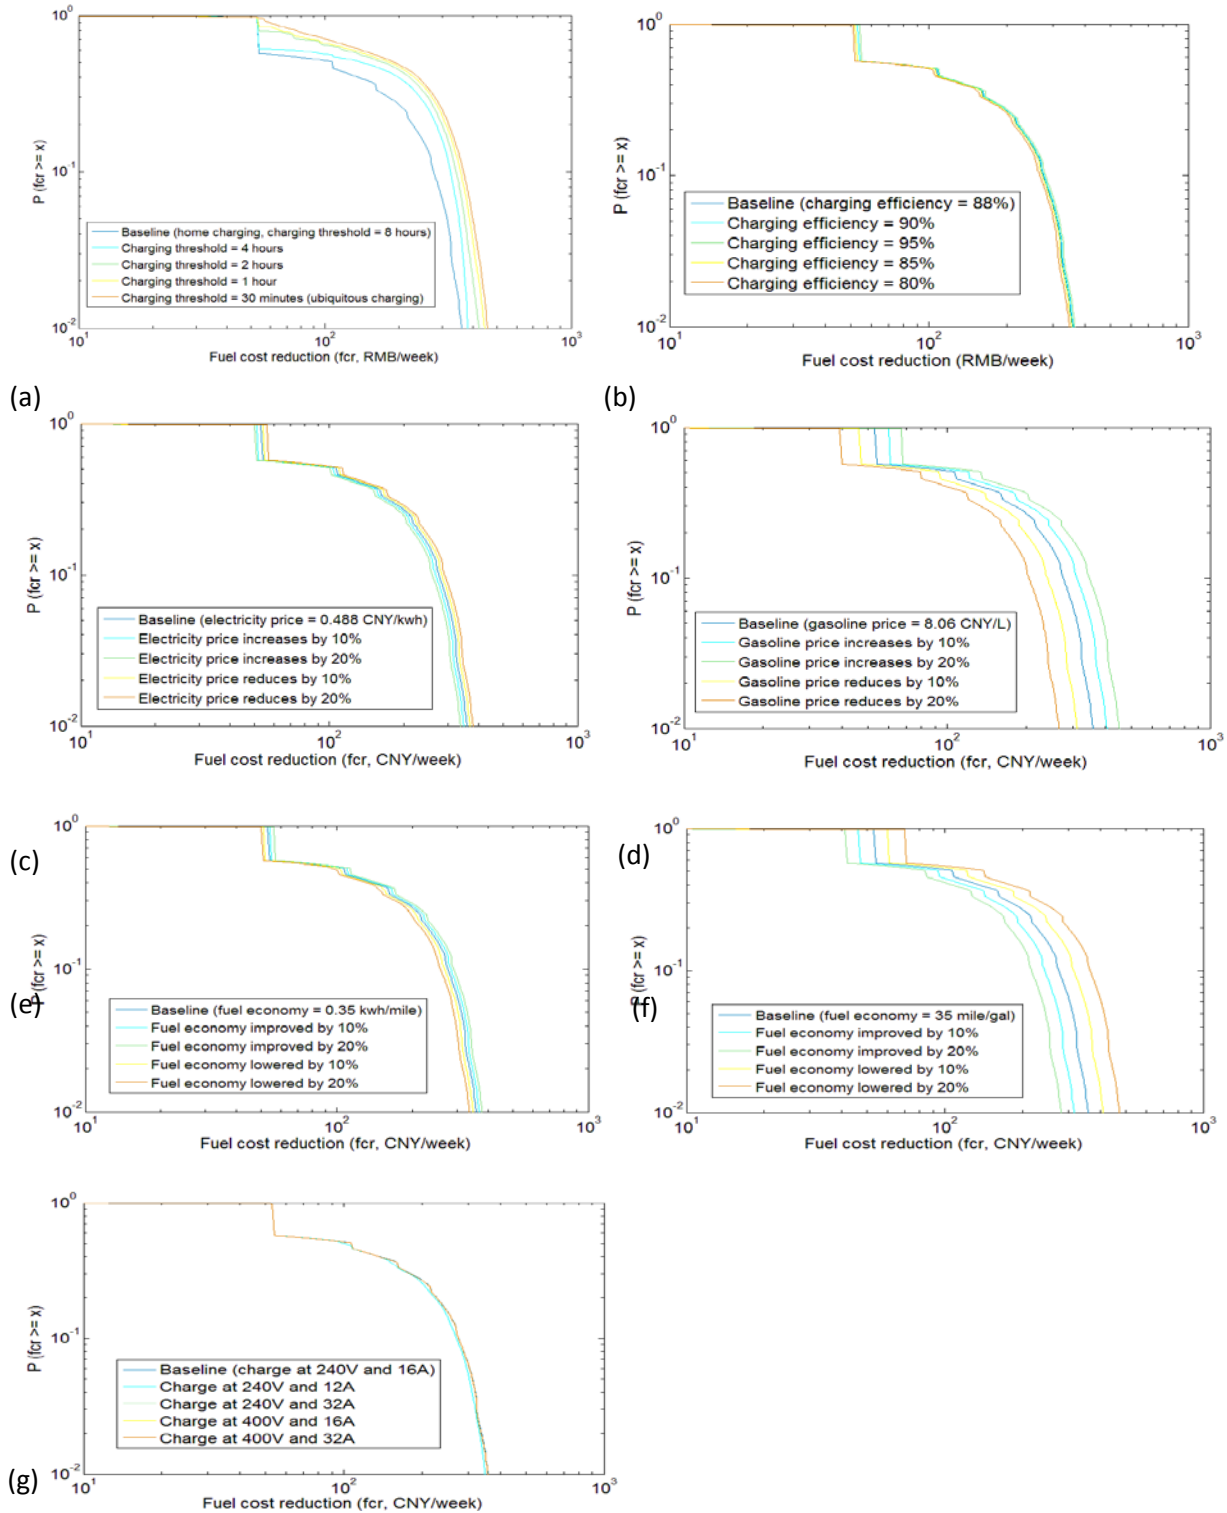 10^0
10^-1
10^-2
P (fcr >= x)
Baseline (home charging, charging threshold = 8 hours)
Charging threshold = 4 hours
Charging threshold = 2 hours
Charging threshold = 1 hour
Charging threshold = 30 minutes (ubiquitous charging)
10^1
10^2
10^3
Fuel cost reduction (fcr, RMB/week)
(a)
10^0
10^-1
10^-2
P (fcr >= x)
Baseline (charging efficiency = 88%)
Charging efficiency = 90%
Charging efficiency = 95%
Charging efficiency = 85%
Charging efficiency = 80%
10^1
10^2
10^3
Fuel cost reduction (RMB/week)
(b)
10^0
10^-1
10^-2
P (fcr >= x)
Baseline (electricity price = 0.488 CNY/kwh)
Electricity price increases by 10%
Electricity price increases by 20%
Electricity price reduces by 10%
Electricity price reduces by 20%
10^1
10^2
10^3
Fuel cost reduction (fcr, CNY/week)
(c)
10^0
10^-1
10^-2
P (fcr >= x)
Baseline (gasoline price = 8.06 CNY/L)
Gasoline price increases by 10%
Gasoline price increases by 20%
Gasoline price reduces by 10%
Gasoline price reduces by 20%
10^1
10^2
10^3
Fuel cost reduction (fcr, CNY/week)
(d)
10^0
10^-1
10^-2
(fcr >= x)
Baseline (fuel economy = 0.35 kwh/mile)
Fuel economy improved by 10%
Fuel economy improved by 20%
Fuel economy lowered by 10%
Fuel economy lowered by 20%
10^1
10^2
10^3
Fuel cost reduction (fcr, CNY/week)
(e)
10^0
10^-1
10^-2
Baseline (fuel economy = 35 mile/gal)
Fuel economy improved by 10%
Fuel economy improved by 20%
Fuel economy lowered by 10%
Fuel economy lowered by 20%
10^1
10^2
10^3
Fuel cost reduction (fcr, CNY/week)
(f)
10^0
10^-1
10^-2
P (fcr >= x)
Baseline (charge at 240V and 16A)
Charge at 240V and 12A
Charge at 240V and 32A
Charge at 400V and 16A
Charge at 400V and 32A
10^1
10^2
10^3
Fuel cost reduction (fcr, CNY/week)
(g)